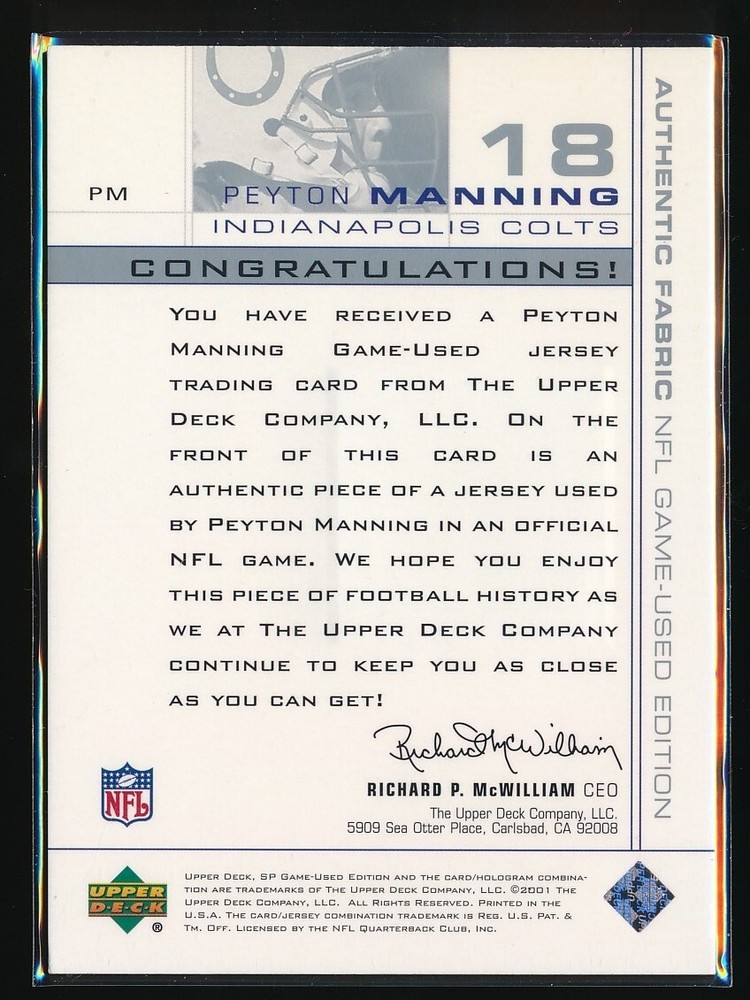 18
PM
PEYTON MANNING
INDIANAPOLIS COLTS
CONGRATULATIONS!
YOU HAVE RECEIVED A PEYTON
MANNING GAME-USED JERSEY
TRADING CARD FROM THE UPPER
DECK COMPANY, LLC. ON THE
FRONT OF THIS CARD IS AN
AUTHENTIC PIECE OF A JERSEY USED
BY PEYTON MANNING IN AN OFFICIAL
NFL GAME. WE HOPE YOU ENJOY
THIS PIECE OF FOOTBALL HISTORY AS
WE AT THE UPPER DECK COMPANY
CONTINUE TO KEEP YOU AS CLOSE
AS YOU CAN GET!
Richard McWilliam
RICHARD P. McWILLIAM CEO
The Upper Deck Company, LLC.
5909 Sea Otter Place, Carlsbad, CA 92008
NFL
AUTHENTIC FABRIC NFL GAME-USED EDITION
UPPER
D·E·C·K
®
UPPER DECK, SP GAME-USED EDITION AND THE CARD/HOLOGRAM COMBINA-
TION ARE TRADEMARKS OF THE UPPER DECK COMPANY, LLC. ©2001 THE
UPPER DECK COMPANY, LLC. ALL RIGHTS RESERVED. PRINTED IN THE
U.S.A. THE CARD/JERSEY COMBINATION TRADEMARK IS REG. U.S. PAT. &
TM. OFF. LICENSED BY THE NFL QUARTERBACK CLUB, INC.